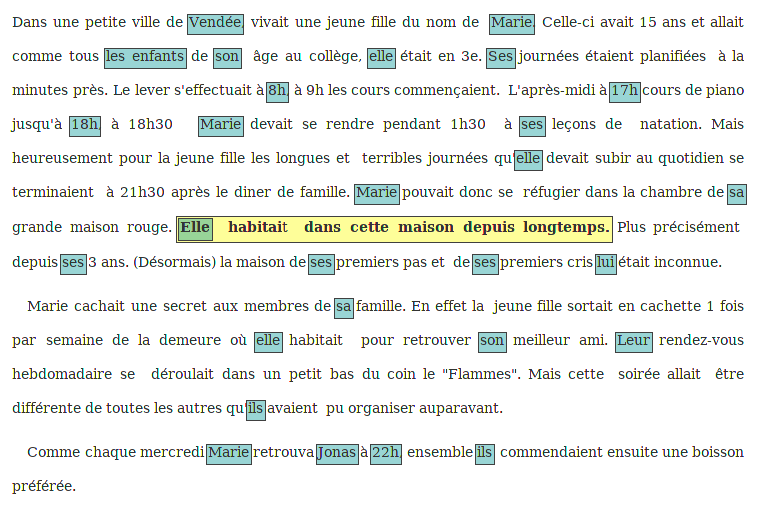 Dans une petite ville de Vendée, vivait une jeune fille du nom de Marie. Celle-ci avait 15 ans et allait
comme tous les enfants de son âge au collège, elle était en 3e. Ses journées étaient planifiées à la
minutes près. Le lever s'effectuait à 8h, à 9h les cours commençaient. L'après-midi à 17h cours de piano
jusqu'à 18h, à 18h30 Marie devait se rendre pendant 1h30 à ses leçons de natation. Mais
heureusement pour la jeune fille les longues et terribles journées qu'elle devait subir au quotidien se
terminaient à 21h30 après le diner de famille. Marie pouvait donc se réfugier dans la chambre de sa
grande maison rouge. Elle habitait dans cette maison depuis longtemps. Plus précisément
depuis ses 3 ans. (Désormais) la maison de ses premiers pas et de ses premiers cris lui était inconnue.
Marie cachait une secret aux membres de sa famille. En effet la jeune fille sortait en cachette 1 fois
par semaine de la demeure où elle habitait pour retrouver son meilleur ami. Leur rendez-vous
hebdomadaire se déroulait dans un petit bas du coin le "Flammes". Mais cette soirée allait être
différente de toutes les autres qu'ils avaient pu organiser auparavant.
Comme chaque mercredi Marie retrouva Jonas à 22h, ensemble ils commendaient ensuite une boisson
préférée.